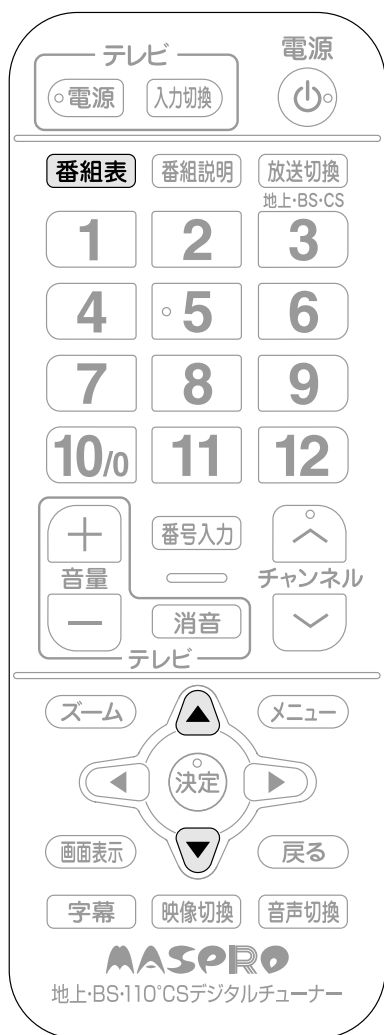 テレビ
電源
電源 入力切換
番組表 番組説明 放送切換
地上・BS・CS
1 2 3
4 5 6
7 8 9
10/0 11 12
＋ 番号入力
音量 チャンネル
－ 消音
テレビ
ズーム ▲ メニュー
◀ 決定 ▶
画面表示 ▼ 戻る
字幕 映像切換 音声切換
MASPRO
地上・BS・110°CSデジタルチューナー